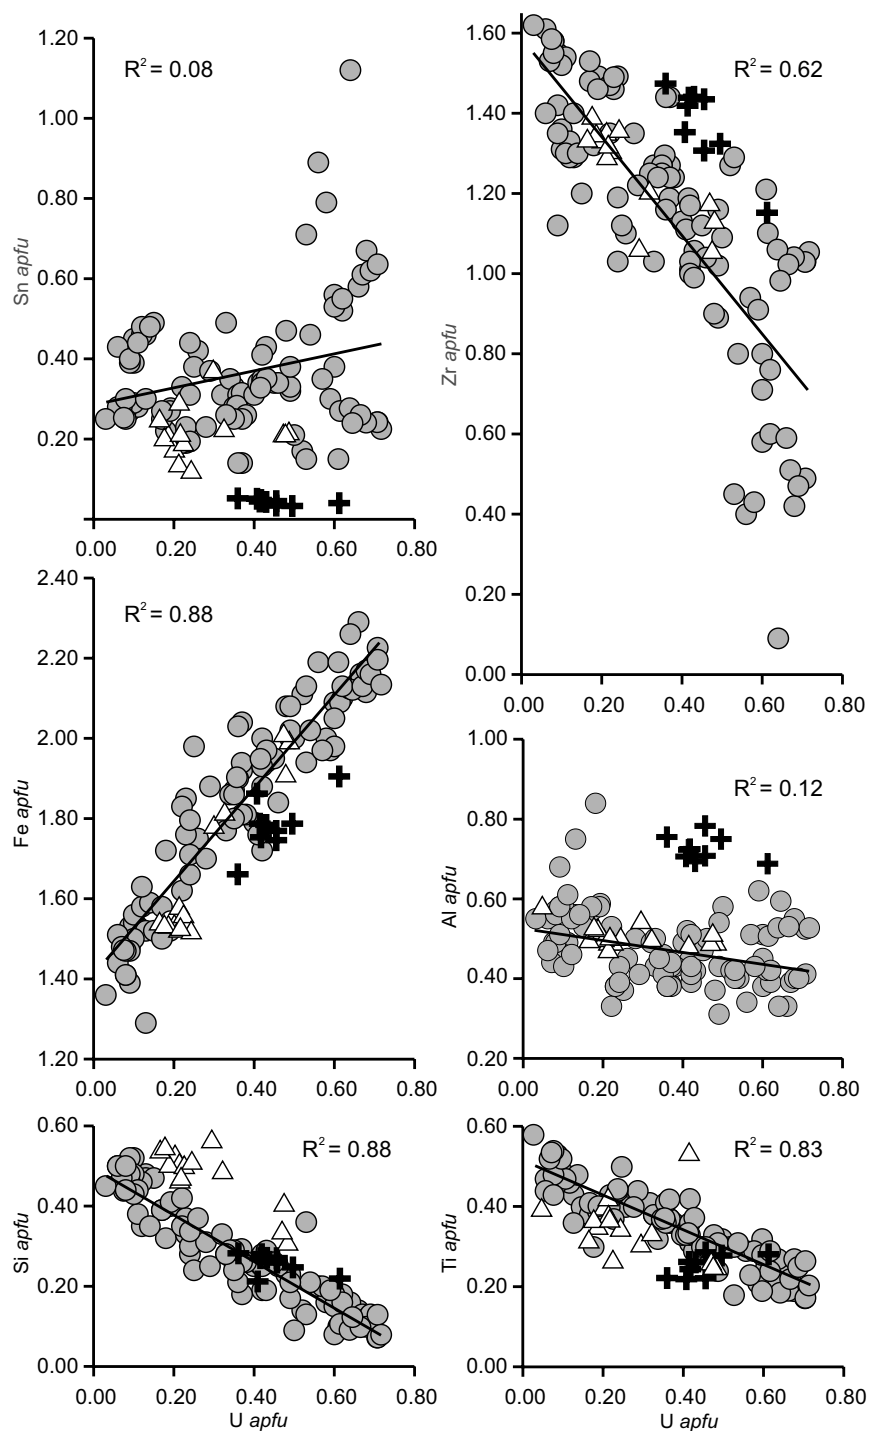 1.20
1.00
0.80
0.60
0.40
0.20
Sn apfu
R² = 0.08
0.00 0.20 0.40 0.60 0.80
1.60
1.40
1.20
1.00
0.80
0.60
0.40
0.20
0.00
Zr apfu
R² = 0.62
0.00 0.20 0.40 0.60 0.80
2.40
2.20
2.00
1.80
1.60
1.40
1.20
Fe apfu
R² = 0.88
0.00 0.20 0.40 0.60 0.80
1.00
0.80
0.60
0.40
0.20
Al apfu
R² = 0.12
0.00 0.20 0.40 0.60 0.80
0.60
0.40
0.20
0.00
Si apfu
R² = 0.88
0.00 0.20 0.40 0.60 0.80
U apfu
0.60
0.40
0.20
0.00
Ti apfu
R² = 0.83
0.00 0.20 0.40 0.60 0.80
U apfu